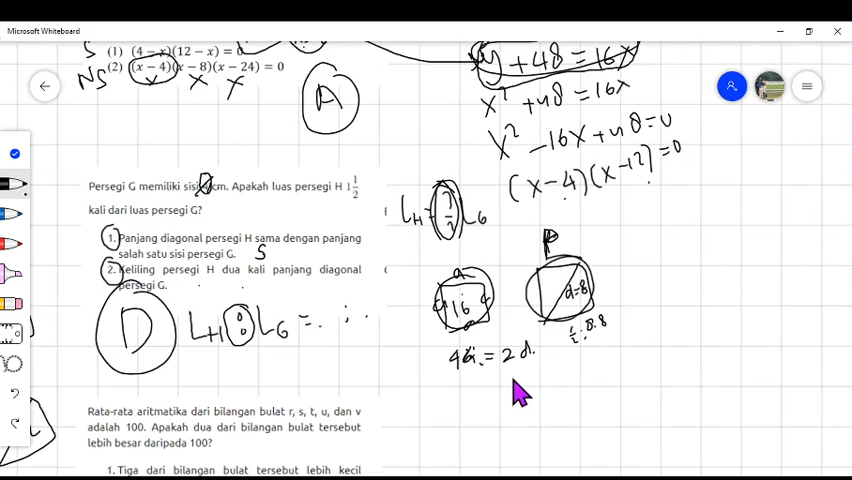 Microsoft Whiteboard
S (1) (4 − x)(12 − x) = 0
NS (2) (x − 4)(x − 8)(x − 24) = 0
x x x
A
y + 48 = 16x
x² + 48 = 16x
x² − 16x + 48 = 0
(x − 4)(x − 12) = 0
Persegi G memiliki sisi cm. Apakah luas persegi H 1 1/2
kali dari luas persegi G?
1. Panjang diagonal persegi H sama dengan panjang
salah satu sisi persegi G. S
2. Keliling persegi H dua kali panjang diagonal
persegi G.
D
L_H : L_G = . : .
L_H = L_G
a
16
d=8
1/2 . 8.8
= 2 d.
Rata-rata aritmatika dari bilangan bulat r, s, t, u, dan v
adalah 100. Apakah dua dari bilangan bulat tersebut
lebih besar daripada 100?
1. Tiga dari bilangan bulat tersebut lebih kecil